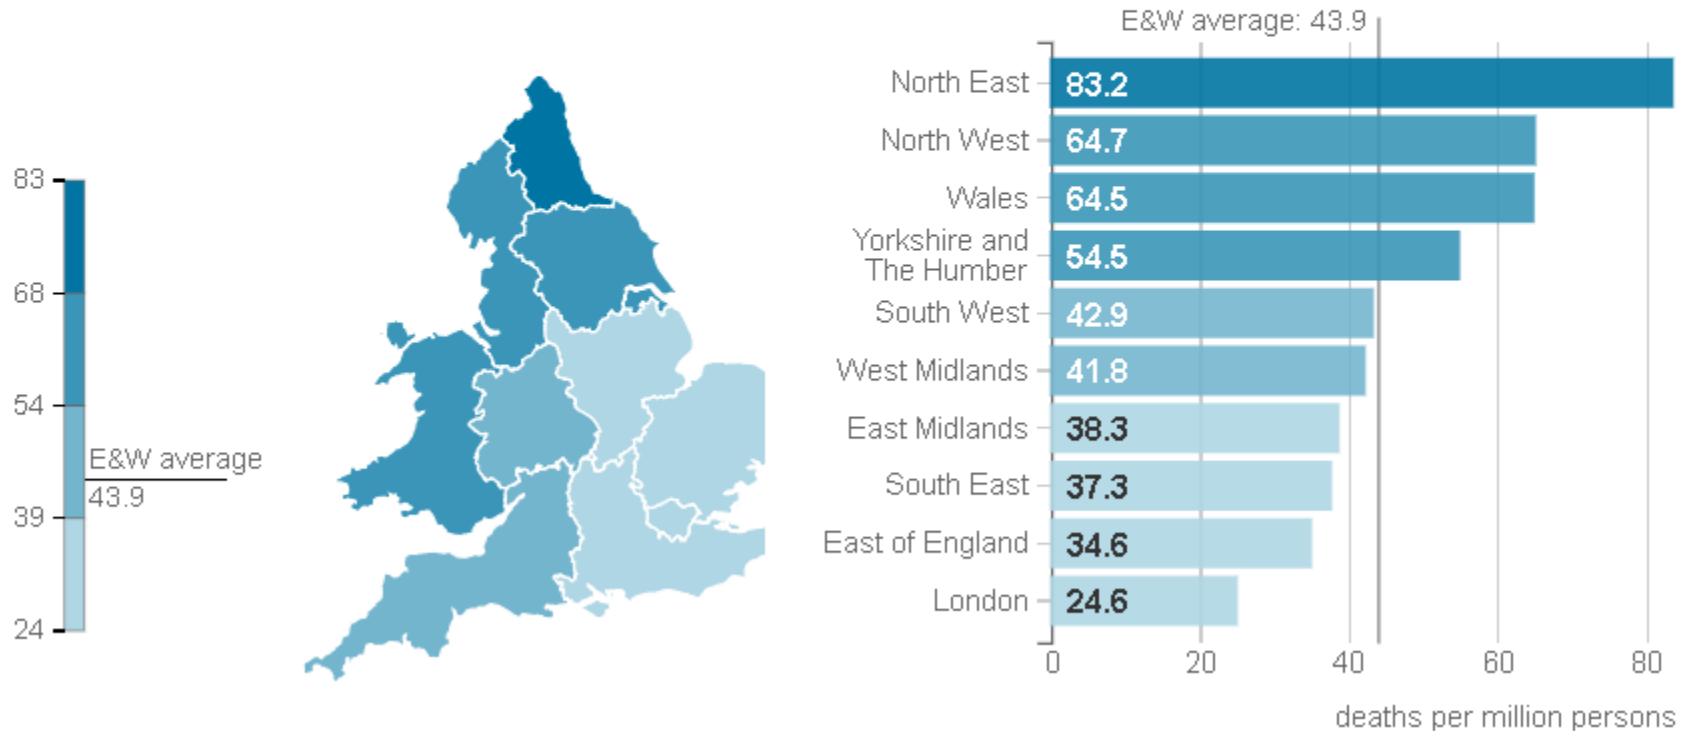 83
68
54
E&W average
43.9
39
24
E&W average: 43.9
North East 83.2
North West 64.7
Wales 64.5
Yorkshire and
The Humber 54.5
South West 42.9
West Midlands 41.8
East Midlands 38.3
South East 37.3
East of England 34.6
London 24.6
0 20 40 60 80
deaths per million persons